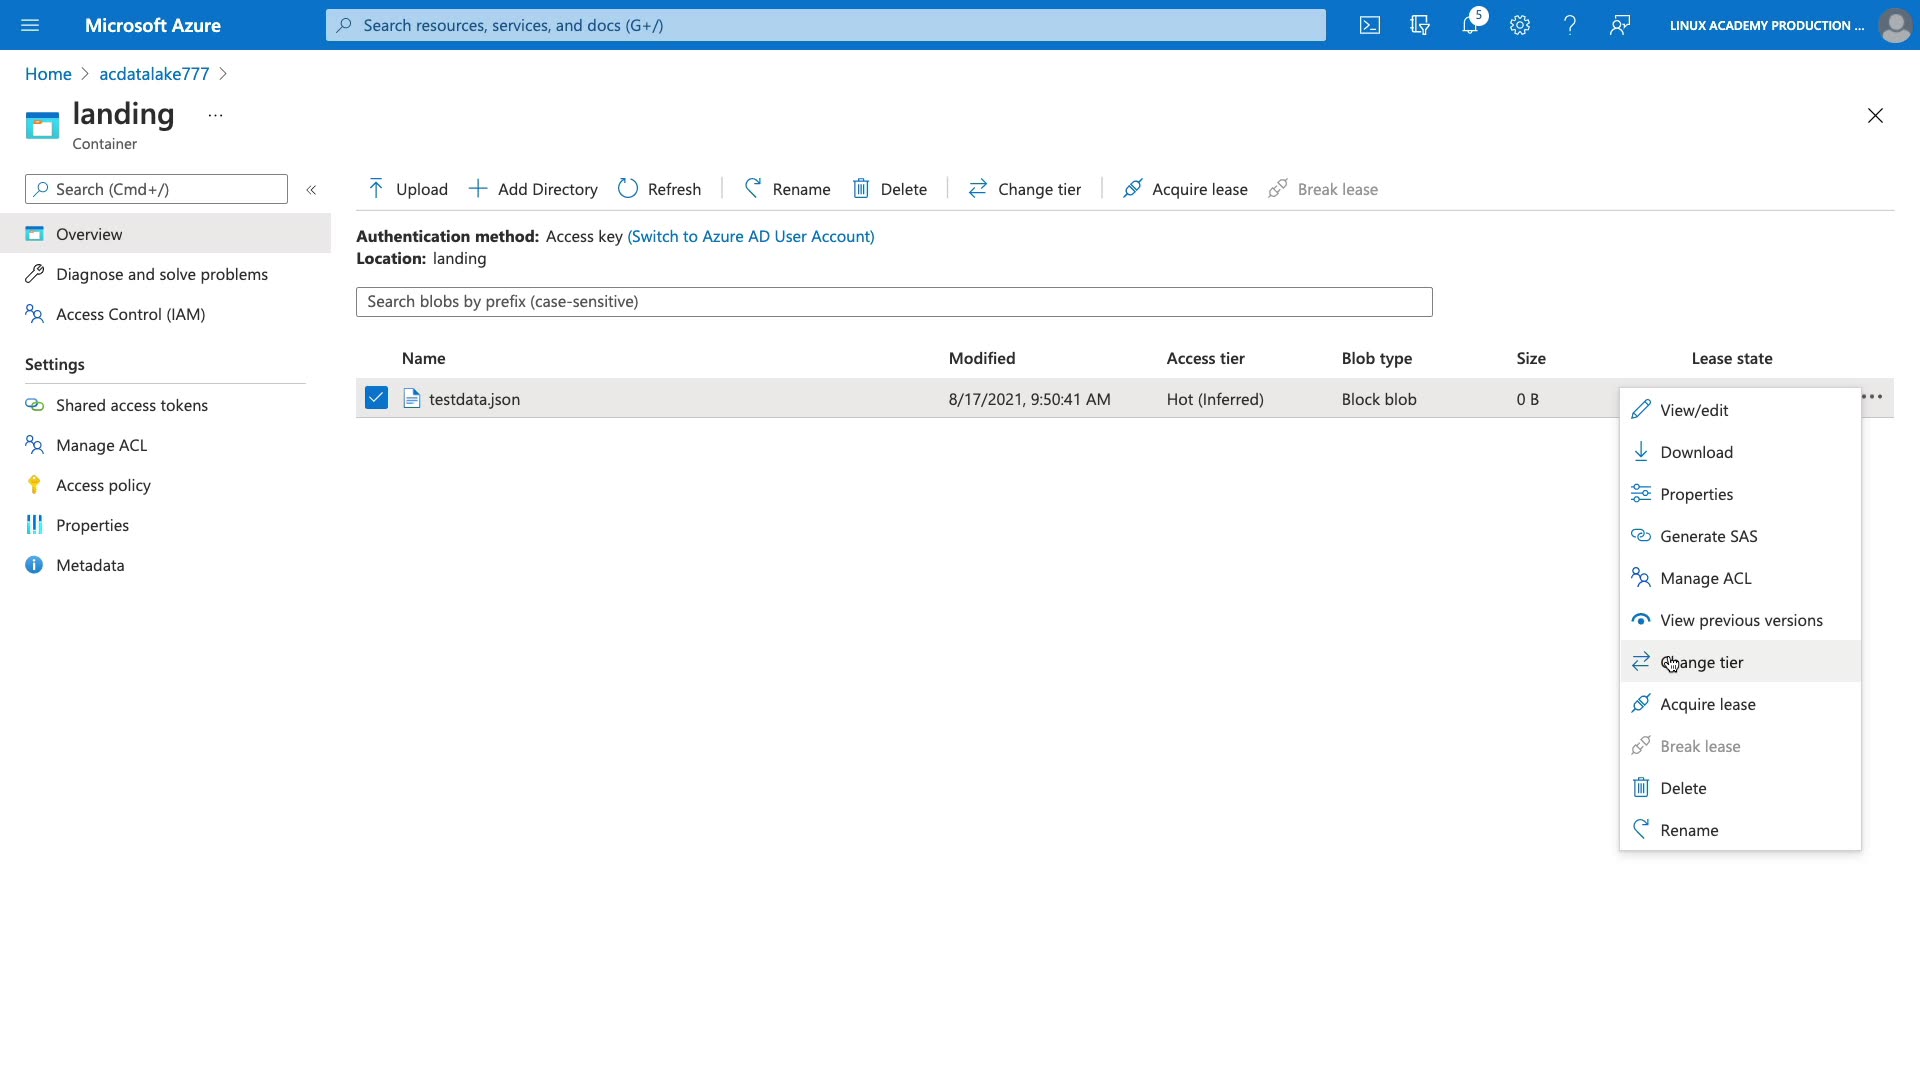 Microsoft Azure
Search resources, services, and docs (G+/)
5
LINUX ACADEMY PRODUCTION ...
Home > acdatalake777 >
landing ...
Container
Search (Cmd+/) «
Upload Add Directory Refresh Rename Delete Change tier Acquire lease Break lease
Overview
Diagnose and solve problems
Access Control (IAM)
Settings
Shared access tokens
Manage ACL
Access policy
Properties
Metadata
Authentication method: Access key (Switch to Azure AD User Account)
Location: landing
Search blobs by prefix (case-sensitive)
Name Modified Access tier Blob type Size Lease state
testdata.json 8/17/2021, 9:50:41 AM Hot (Inferred) Block blob 0 B ...
View/edit
Download
Properties
Generate SAS
Manage ACL
View previous versions
Change tier
Acquire lease
Break lease
Delete
Rename